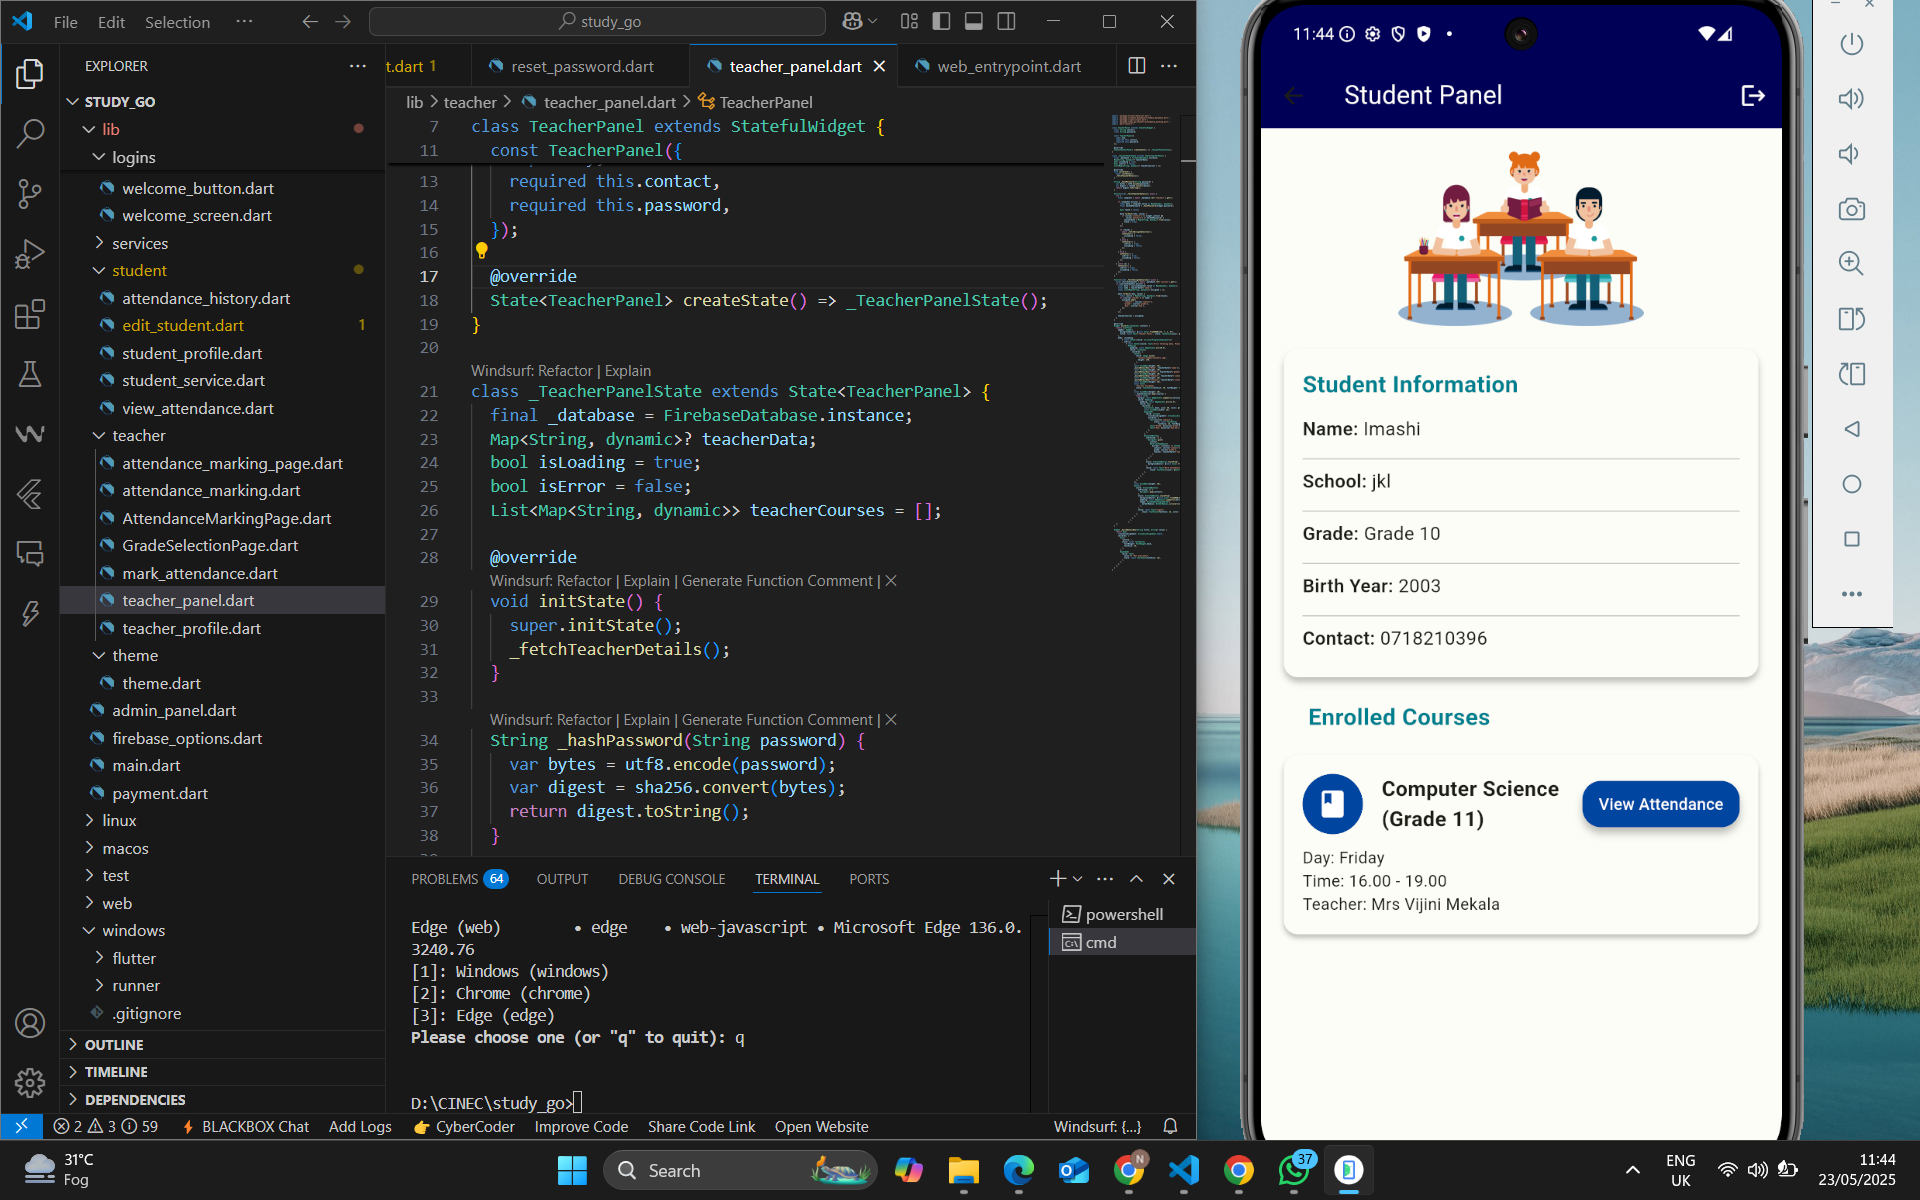 File Edit Selection ··· study_go
EXPLORER
STUDY_GO
lib
logins
welcome_button.dart
welcome_screen.dart
services
student
attendance_history.dart
edit_student.dart 1
student_profile.dart
student_service.dart
view_attendance.dart
teacher
attendance_marking_page.dart
attendance_marking.dart
AttendanceMarkingPage.dart
GradeSelectionPage.dart
mark_attendance.dart
teacher_panel.dart
teacher_profile.dart
theme
theme.dart
admin_panel.dart
firebase_options.dart
main.dart
payment.dart
linux
macos
test
web
windows
flutter
runner
.gitignore
OUTLINE
TIMELINE
DEPENDENCIES
t.dart 1 reset_password.dart teacher_panel.dart web_entrypoint.dart
lib > teacher > teacher_panel.dart > TeacherPanel
7 class TeacherPanel extends StatefulWidget {
11 const TeacherPanel({
13 required this.contact,
14 required this.password,
15 });
16
17 @override
18 State<TeacherPanel> createState() => _TeacherPanelState();
19 }
20
Windsurf: Refactor | Explain
21 class _TeacherPanelState extends State<TeacherPanel> {
22 final _database = FirebaseDatabase.instance;
23 Map<String, dynamic>? teacherData;
24 bool isLoading = true;
25 bool isError = false;
26 List<Map<String, dynamic>> teacherCourses = [];
27
28 @override
Windsurf: Refactor | Explain | Generate Function Comment | X
29 void initState() {
30 super.initState();
31 _fetchTeacherDetails();
32 }
33
Windsurf: Refactor | Explain | Generate Function Comment | X
34 String _hashPassword(String password) {
35 var bytes = utf8.encode(password);
36 var digest = sha256.convert(bytes);
37 return digest.toString();
38 }
PROBLEMS 64 OUTPUT DEBUG CONSOLE TERMINAL PORTS
Edge (web) • edge • web-javascript • Microsoft Edge 136.0.
3240.76
[1]: Windows (windows)
[2]: Chrome (chrome)
[3]: Edge (edge)
Please choose one (or "q" to quit): q
D:\CINEC\study_go>
powershell
cmd
2 3 59 BLACKBOX Chat Add Logs CyberCoder Improve Code Share Code Link Open Website Windsurf: {...}
11:44
Student Panel
Student Information
Name: Imashi
School: jkl
Grade: Grade 10
Birth Year: 2003
Contact: 0718210396
Enrolled Courses
Computer Science
(Grade 11)
View Attendance
Day: Friday
Time: 16.00 - 19.00
Teacher: Mrs Vijini Mekala
31°C
Fog
Search
N
37
ENG
UK
11:44
23/05/2025